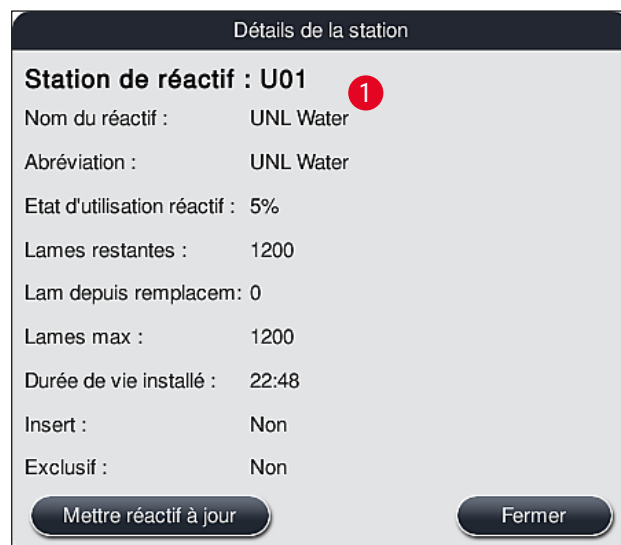 Détails de la station
Station de réactif : U01
1
Nom du réactif : UNL Water
Abréviation : UNL Water
Etat d'utilisation réactif : 5%
Lames restantes : 1200
Lam depuis remplacem: 0
Lames max : 1200
Durée de vie installé : 22:48
Insert : Non
Exclusif : Non
Mettre réactif à jour Fermer